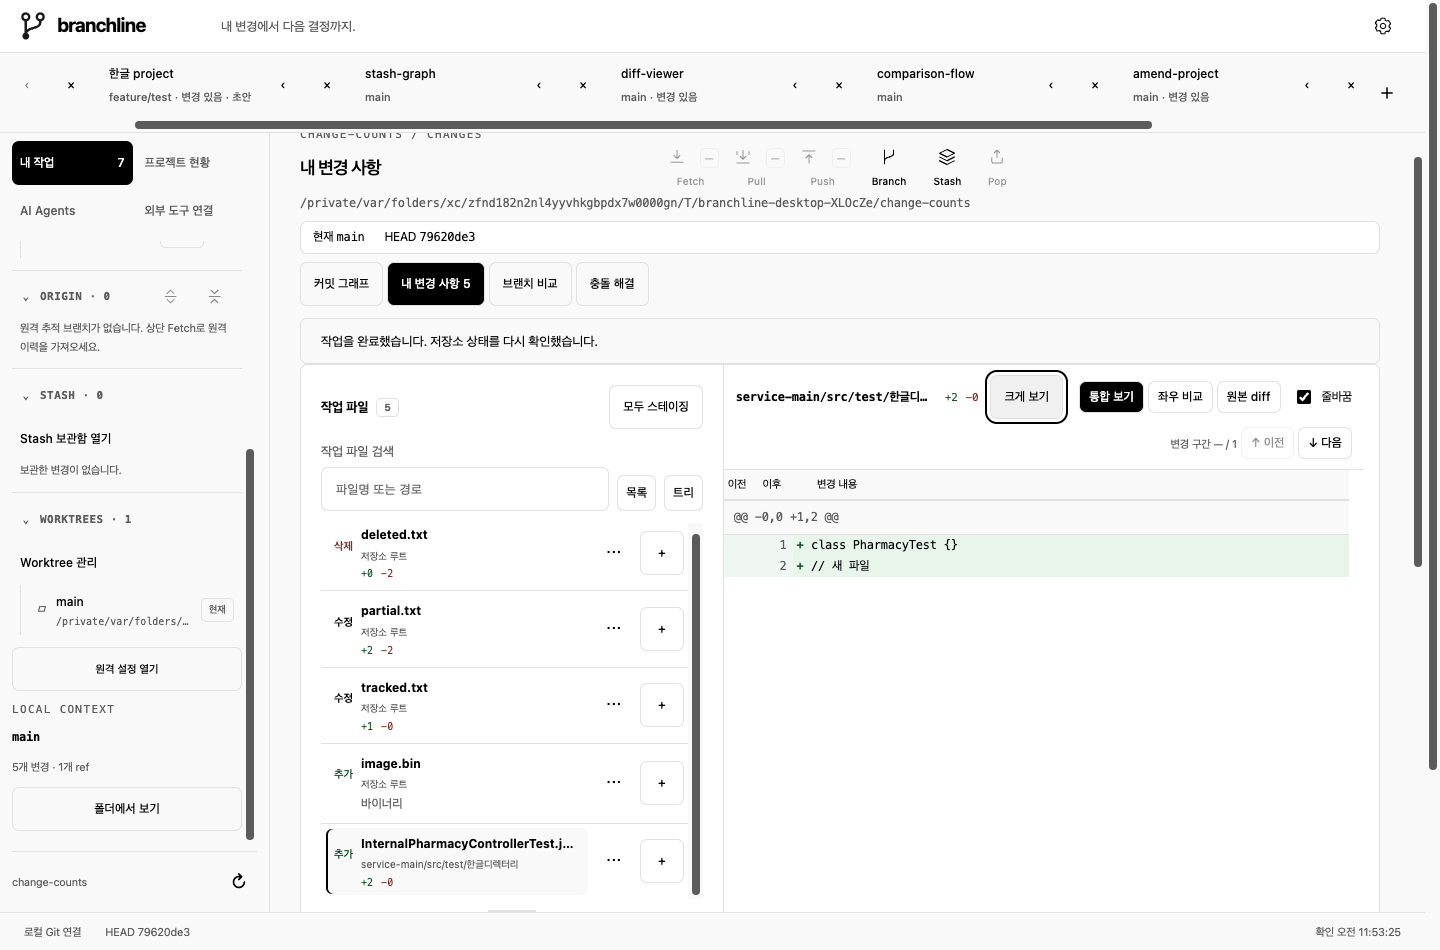 branchline
내 변경에서 다음 결정까지.
한글 project
feature/test · 변경 있음 · 초안
stash-graph
main
diff-viewer
main · 변경 있음
comparison-flow
main
amend-project
main · 변경 있음
내 작업 7
프로젝트 현황
AI Agents
외부 도구 연결
ORIGIN · 0
원격 추적 브랜치가 없습니다. 상단 Fetch로 원격
이력을 가져오세요.
STASH · 0
Stash 보관함 열기
보관한 변경이 없습니다.
WORKTREES · 1
Worktree 관리
main
/private/var/folders/…
현재
원격 설정 열기
LOCAL CONTEXT
main
5개 변경 · 1개 ref
폴더에서 보기
change-counts
CHANGE-COUNTS / CHANGES
내 변경 사항
Fetch
Pull
Push
Branch
Stash
Pop
/private/var/folders/xc/zfnd182n2nl4yyvhkgbpdx7w0000gn/T/branchline-desktop-XLOcZe/change-counts
현재 main HEAD 79620de3
커밋 그래프
내 변경 사항 5
브랜치 비교
충돌 해결
작업을 완료했습니다. 저장소 상태를 다시 확인했습니다.
작업 파일 5
모두 스테이징
작업 파일 검색
파일명 또는 경로
목록
트리
삭제 deleted.txt
저장소 루트
+0 −2
수정 partial.txt
저장소 루트
+2 −2
수정 tracked.txt
저장소 루트
+1 −0
추가 image.bin
저장소 루트
바이너리
추가 InternalPharmacyControllerTest.j...
service-main/src/test/한글디렉터리
+2 −0
service-main/src/test/한글디…
+2 −0
크게 보기
통합 보기
좌우 비교
원본 diff
줄바꿈
변경 구간 — / 1
↑ 이전
↓ 다음
이전 이후 변경 내용
@@ −0,0 +1,2 @@
1 + class PharmacyTest {}
2 + // 새 파일
로컬 Git 연결
HEAD 79620de3
확인 오전 11:53:25